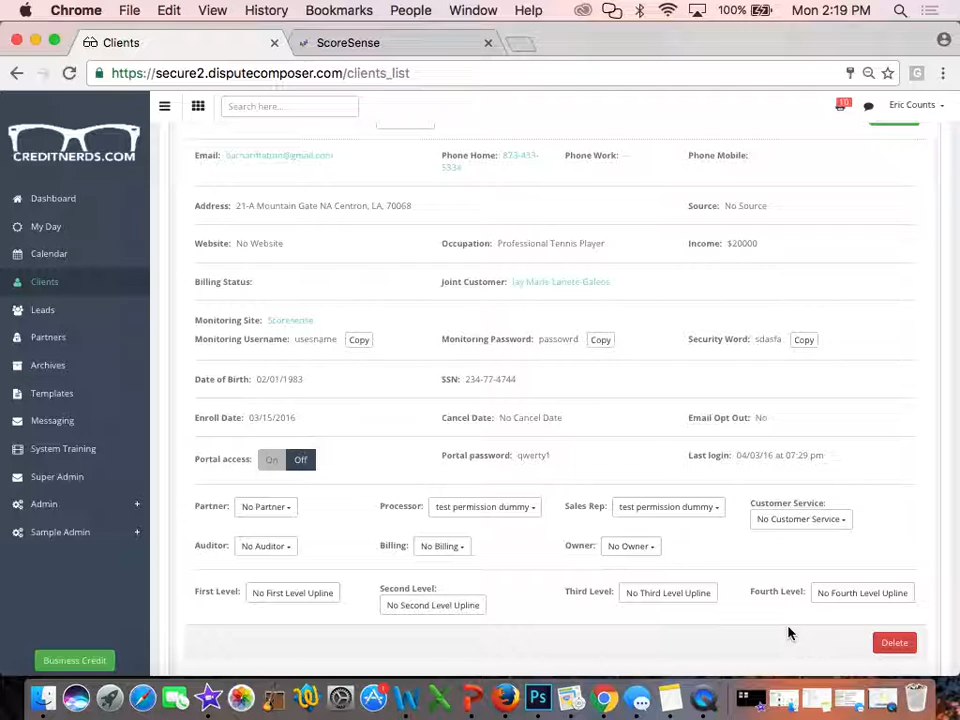 Chrome File Edit View History Bookmarks People Window Help 100% Mon 2:19 PM
Clients ScoreSense
https://secure2.disputecomposer.com/clients_list
Search here... 10 Eric Counts
CREDITNERDS.COM
Dashboard
My Day
Calendar
Clients
Leads
Partners
Archives
Templates
Messaging
System Training
Super Admin
Admin +
Sample Admin +
Business Credit
Email: Phone Home: Phone Work: — Phone Mobile:
Address: 21-A Mountain Gate NA Centron, LA, 70068 Source: No Source
Website: No Website Occupation: Professional Tennis Player Income: $20000
Billing Status: Joint Customer:
Monitoring Site: Scoresense
Monitoring Username: usesname Copy Monitoring Password: passowrd Copy Security Word: sdasfa Copy
Date of Birth: 02/01/1983 SSN: 234-77-4744
Enroll Date: 03/15/2016 Cancel Date: No Cancel Date Email Opt Out: No
Portal access: On Off Portal password: qwerty1 Last login: 04/03/16 at 07:29 pm
Partner: No Partner Processor: test permission dummy Sales Rep: test permission dummy Customer Service: No Customer Service
Auditor: No Auditor Billing: No Billing Owner: No Owner
First Level: No First Level Upline Second Level: No Second Level Upline Third Level: No Third Level Upline Fourth Level: No Fourth Level Upline
Delete